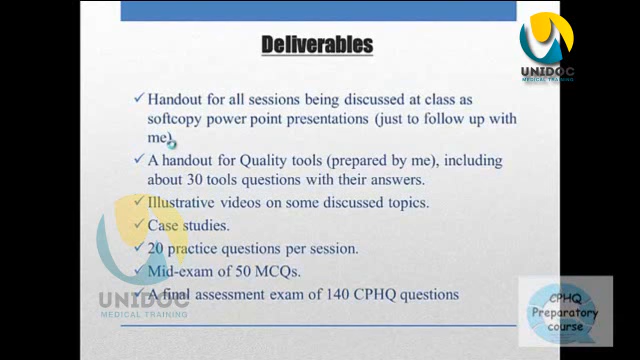 Deliverables
UNIDOC
MEDICAL TRAINING
✓ Handout for all sessions being discussed at class as
softcopy power point presentations (just to follow up with
me).
✓ A handout for Quality tools (prepared by me), including
about 30 tools questions with their answers.
✓ Illustrative videos on some discussed topics.
✓ Case studies.
✓ 20 practice questions per session.
✓ Mid-exam of 50 MCQs.
✓ A final assessment exam of 140 CPHQ questions
UNIDOC
MEDICAL TRAINING
CPHQ
Preparatory
course